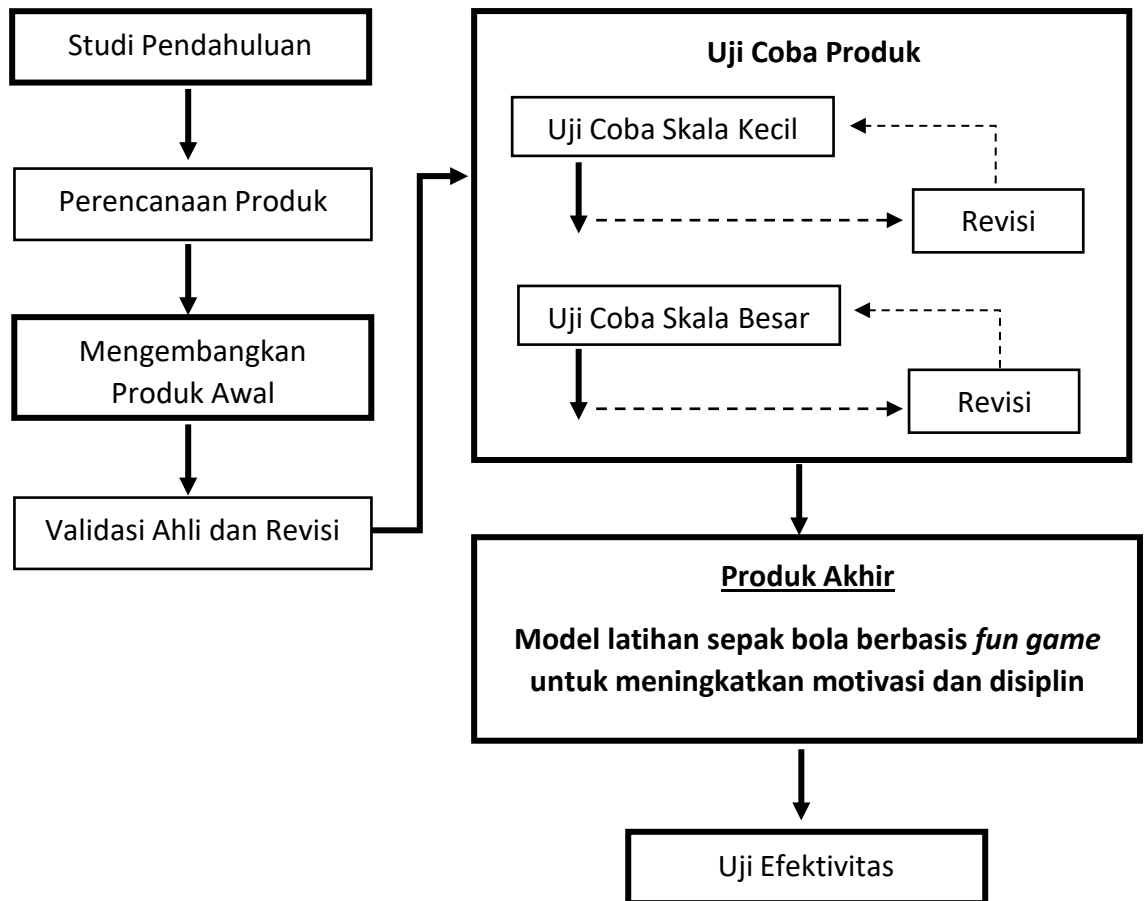 Studi Pendahuluan
Perencanaan Produk
Mengembangkan
Produk Awal
Validasi Ahli dan Revisi
Uji Coba Produk
Uji Coba Skala Kecil
Revisi
Uji Coba Skala Besar
Revisi
Produk Akhir
Model latihan sepak bola berbasis fun game
untuk meningkatkan motivasi dan disiplin
Uji Efektivitas